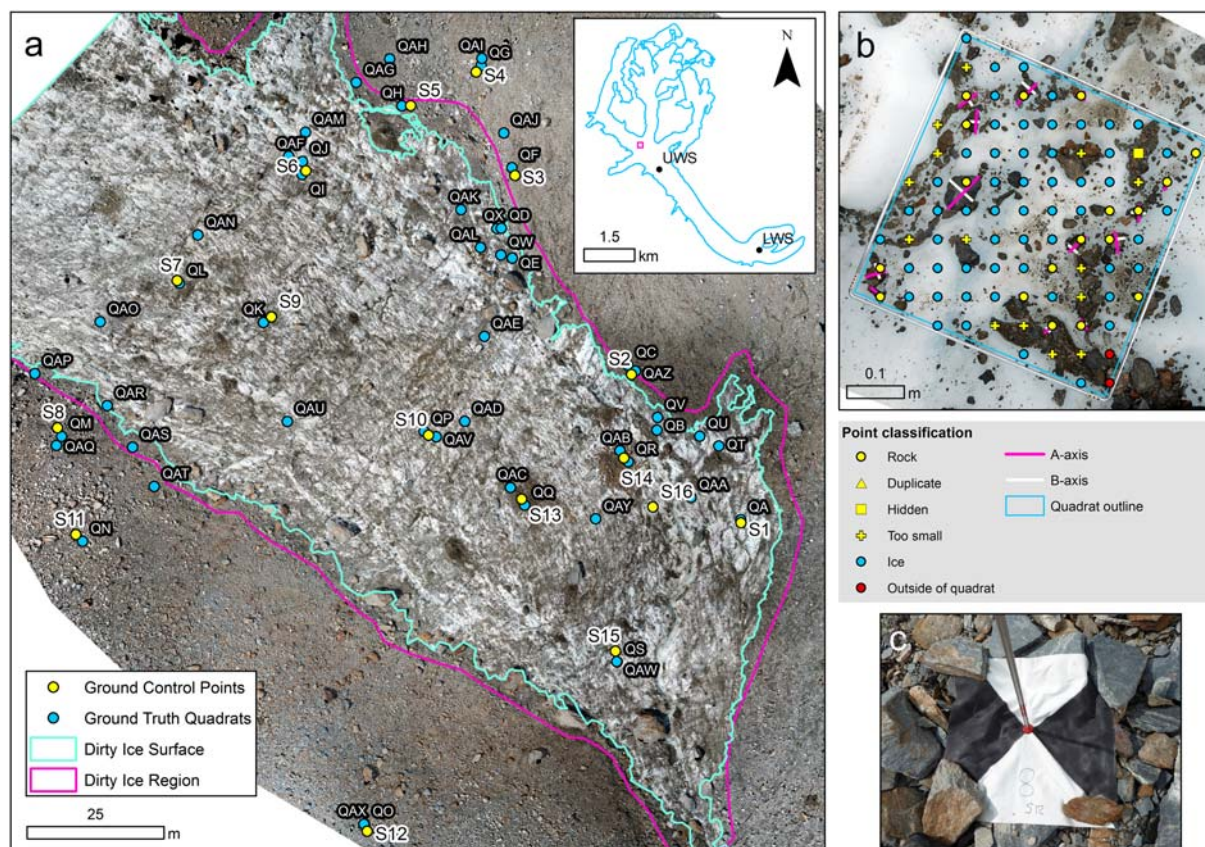 a
QAH
QAI
QG
S4
QAG
QH
S5
QAJ
QAM
QAF
QJ
S6
QI
QF
S3
QAK
QX
QD
QAN
QAL
QW
QE
S7
QL
QK
S9
QAO
QAE
S2
QC
QAZ
QAP
QAR
QV
QB
QU
QT
S8
QM
QAQ
QAS
QAU
S10
QP
QAD
QAV
QAB
QR
S14
QAT
QAC
QQ
S13
S16
QAA
QAY
QA
S1
S11
QN
S15
QS
QAW
QAX
QO
S12
Ground Control Points
Ground Truth Quadrats
Dirty Ice Surface
Dirty Ice Region
25
m
N
UWS
LWS
1.5
km
b
0.1
m
Point classification
Rock
Duplicate
Hidden
Too small
Ice
Outside of quadrat
A-axis
B-axis
Quadrat outline
c
8